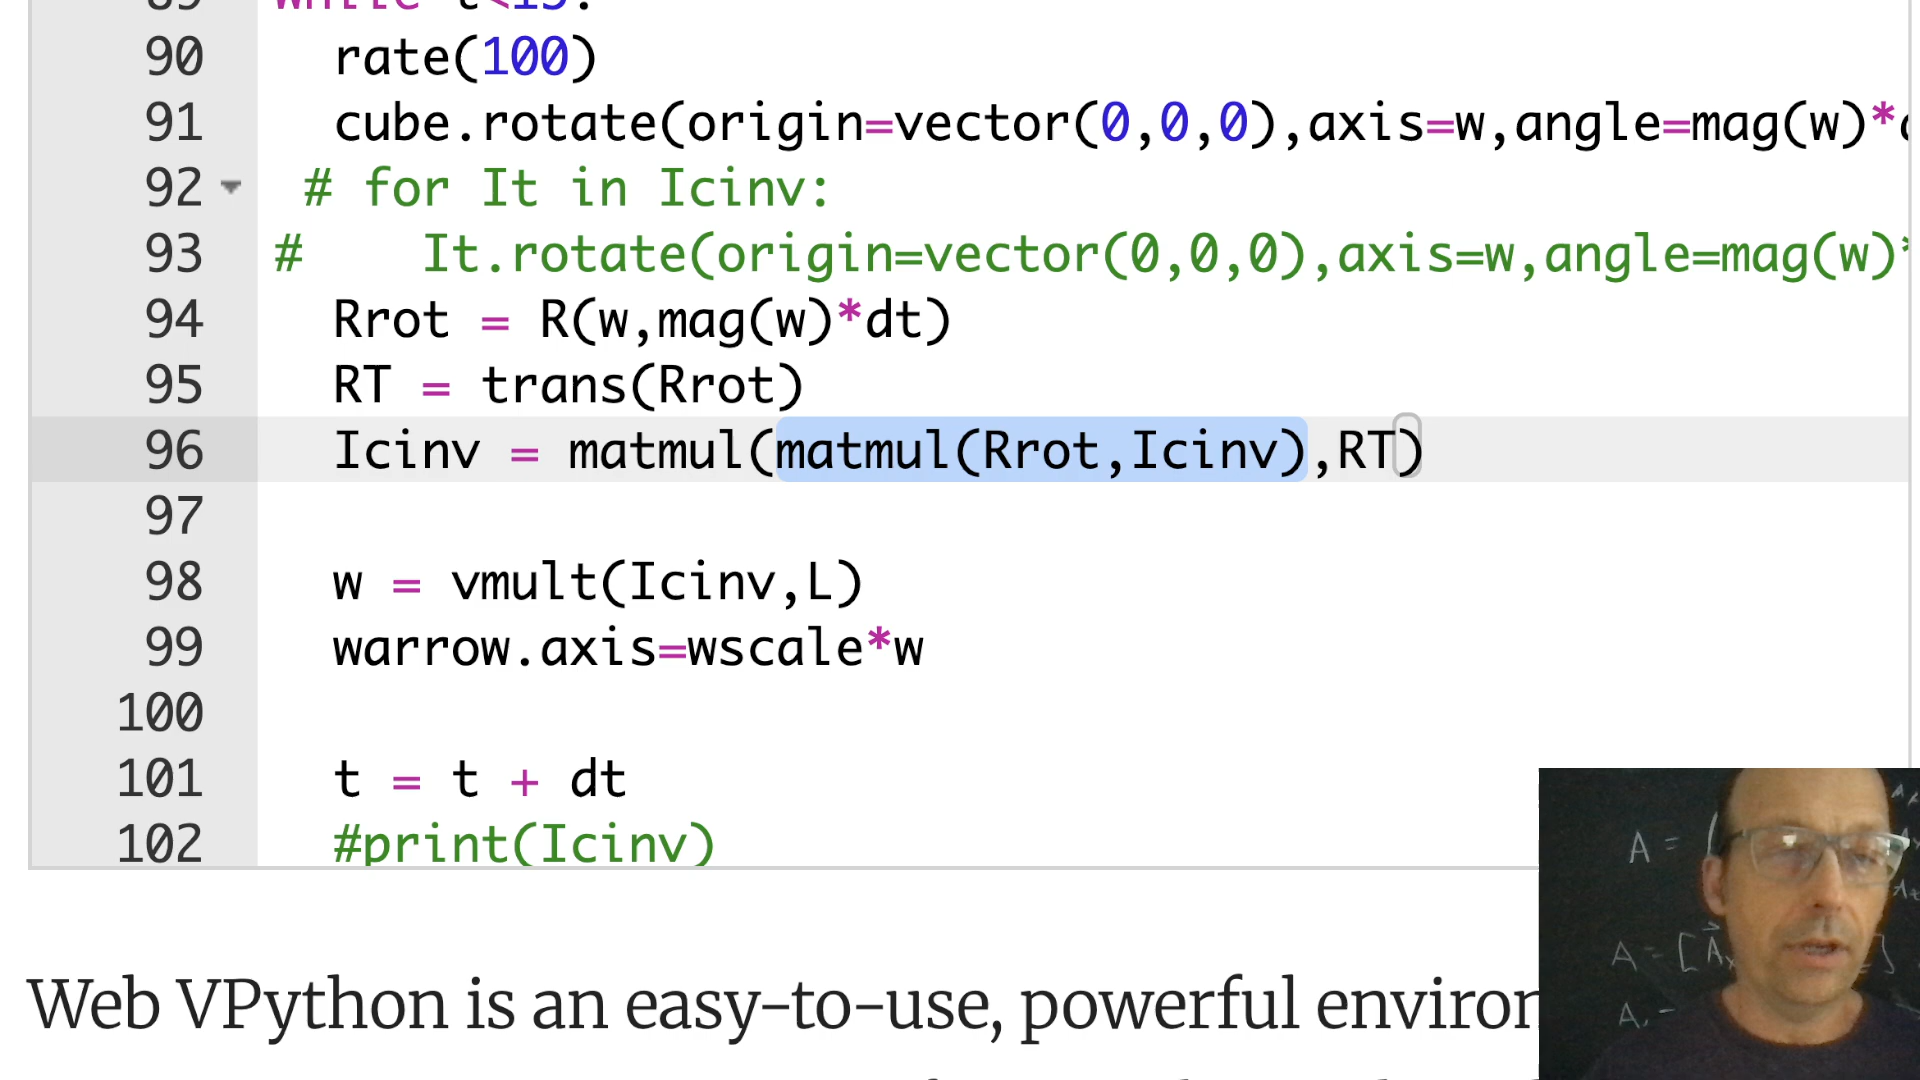 89 while t<15:
90 rate(100)
91 cube.rotate(origin=vector(0,0,0),axis=w,angle=mag(w)*
92 # for It in Icinv:
93 # It.rotate(origin=vector(0,0,0),axis=w,angle=mag(w)*
94 Rrot = R(w,mag(w)*dt)
95 RT = trans(Rrot)
96 Icinv = matmul(matmul(Rrot,Icinv),RT)
97
98 w = vmult(Icinv,L)
99 warrow.axis=wscale*w
100
101 t = t + dt
102 #print(Icinv)
A =
A = [A
Web VPython is an easy-to-use, powerful